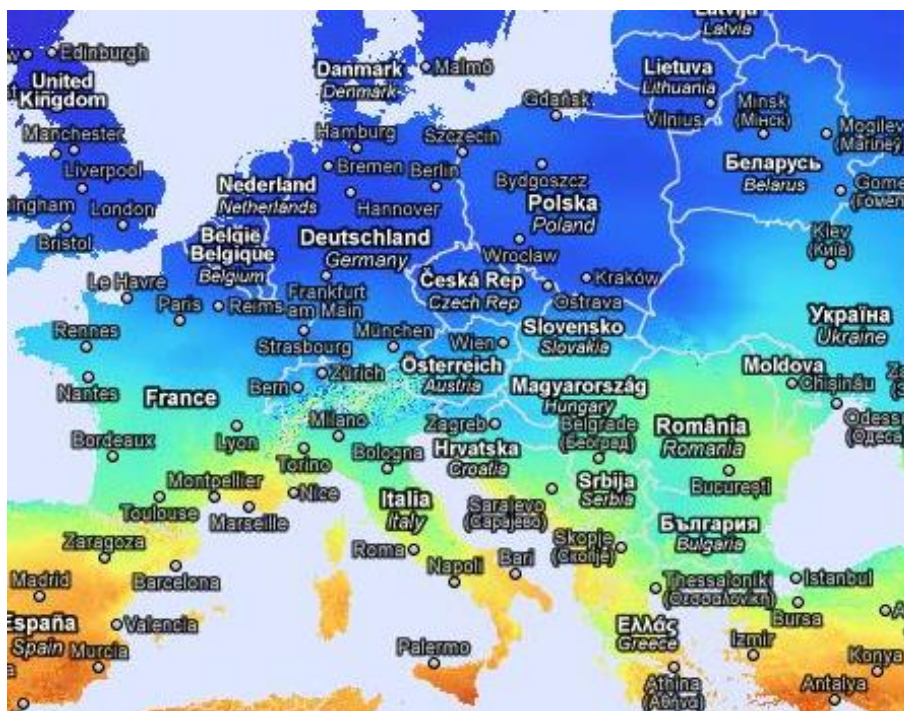 Latvija
Latvia
Edinburgh
United
Kingdom
Danmark
Denmark
Malmö
Lietuva
Lithuania
Vilnius
Gdańsk
Minsk
(Мінск)
Mogilev
Manchester
Liverpool
Hamburg
Szczecin
Bremen
Berlin
Bydgoszcz
Беларусь
Belarus
Nederland
Netherlands
Hannover
Polska
Poland
London
Bristol
België
Belgique
Belgium
Deutschland
Germany
Wrocław
Kiev
(Київ)
Le Havre
Paris
Reims
Frankfurt
am Main
Česká Rep
Czech Rep
Kraków
Ostrava
Rennes
Strasbourg
München
Wien
Slovensko
Slovakia
Україна
Ukraine
Nantes
France
Bern
Zürich
Österreich
Austria
Magyarország
Hungary
Moldova
Chişinău
Milano
Zagreb
Belgrade
(Београд)
România
Romania
Odessa
Bordeaux
Lyon
Torino
Bologna
Hrvatska
Croatia
Montpellier
Nice
Italia
Italy
Srbija
Serbia
Bucureşti
Toulouse
Marseille
Sarajevo
(Сарајево)
България
Bulgaria
Zaragoza
Roma
Skopje
(Скопје)
Madrid
Barcelona
Napoli
Bari
Thessaloniki
(Θεσσαλονίκη)
Istanbul
Bursa
España
Spain
Valencia
Ελλάς
Greece
Izmir
Murcia
Palermo
Konya
Athina
(Αθήνα)
Antalya